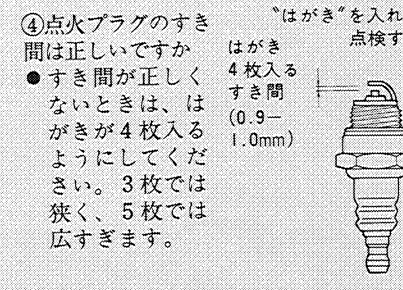 ④点火プラグのすき
間は正しいですか
●すき間が正しく
ないときは、は
がきが4枚入る
ようにしてくだ
さい。3枚では
狭く、5枚では
広すぎます。
"はがき"を入れ
点検す
はがき
4枚入る
すき間
(0.9—
1.0mm)